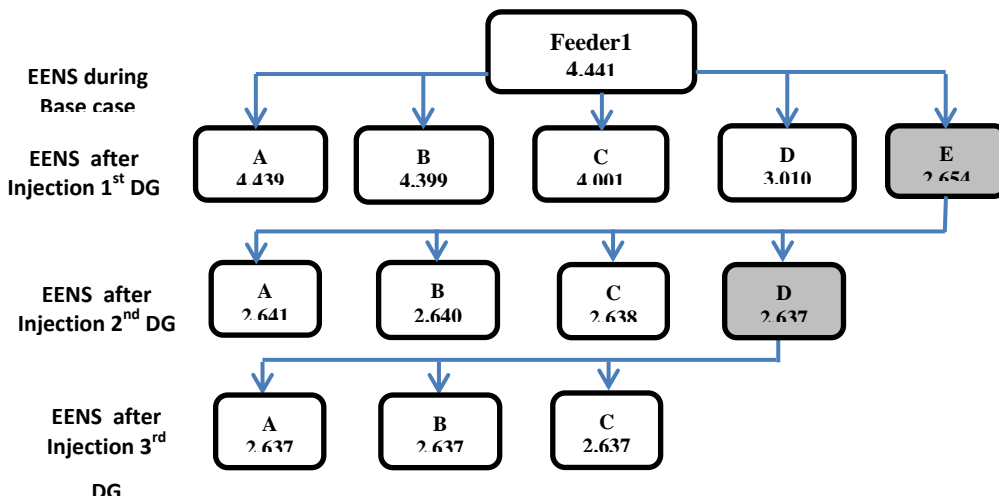 Feeder1
4.441
EENS during
Base case
EENS after
Injection 1st DG
A
4.439
B
4.399
C
4.001
D
3.010
E
2.654
EENS after
Injection 2nd DG
A
2.641
B
2.640
C
2.638
D
2.637
EENS after
Injection 3rd
DG
A
2.637
B
2.637
C
2.637